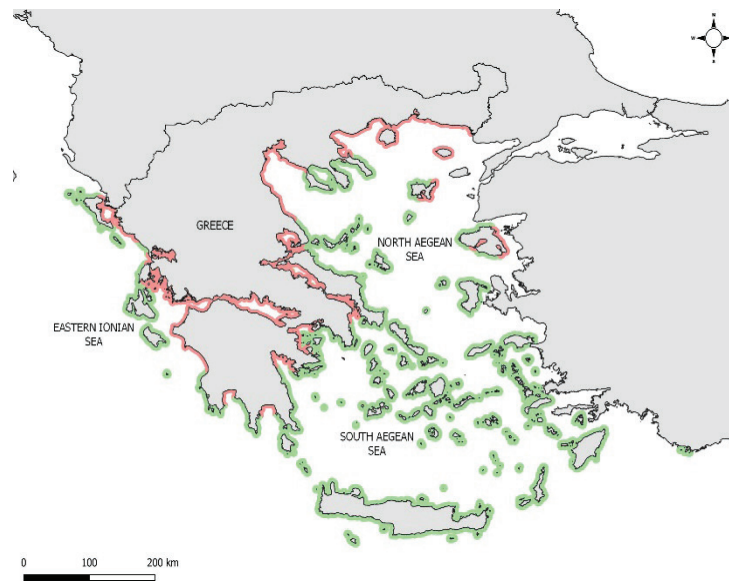 N
W
E
S
GREECE
NORTH AEGEAN
SEA
EASTERN IONIAN
SEA
SOUTH AEGEAN
SEA
0 100 200 km